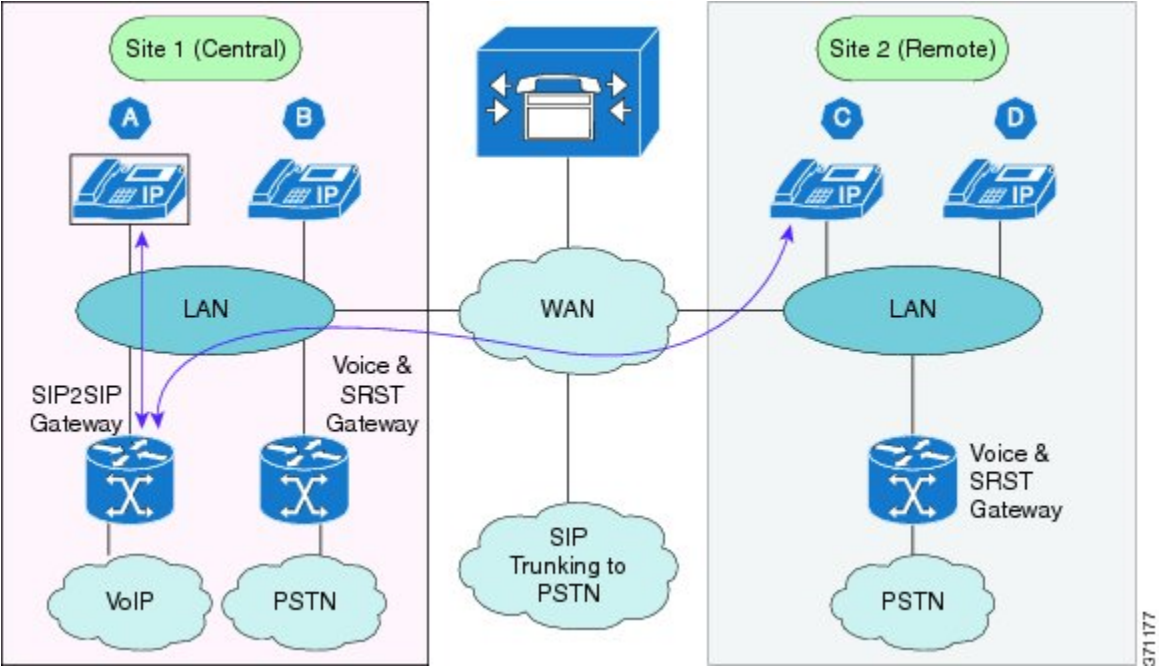 Site 1 (Central)
Site 2 (Remote)
A
B
C
D
IP
IP
IP
IP
LAN
WAN
LAN
SIP2SIP
Gateway
Voice &
SRST
Gateway
Voice &
SRST
Gateway
VoIP
PSTN
SIP
Trunking to
PSTN
PSTN
371177